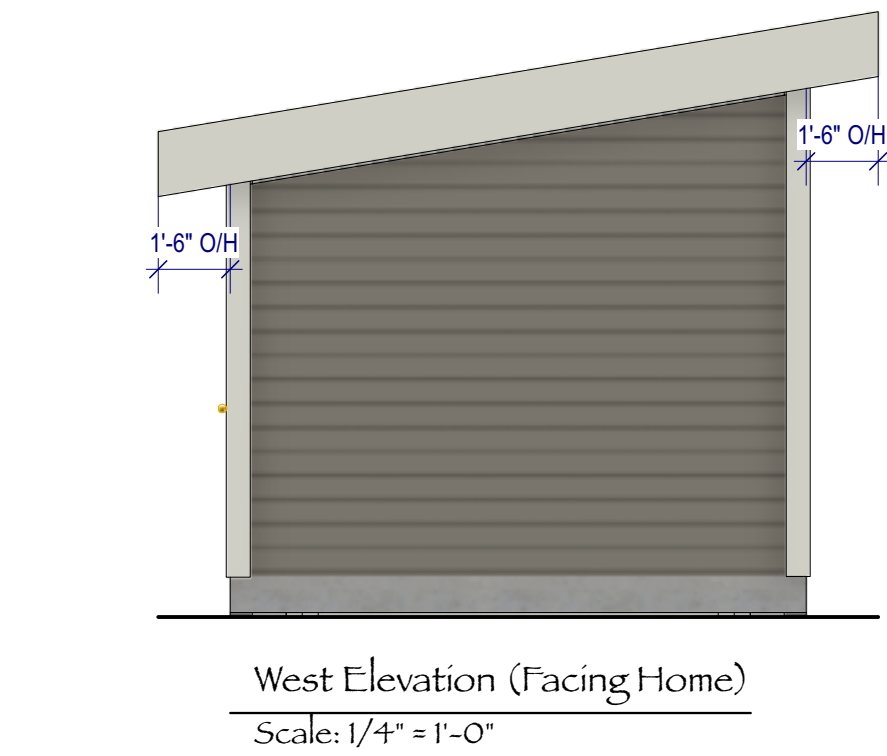 1'-6" O/H
1'-6" O/H
West Elevation (Facing Home)
Scale: 1/4" = 1'-0"